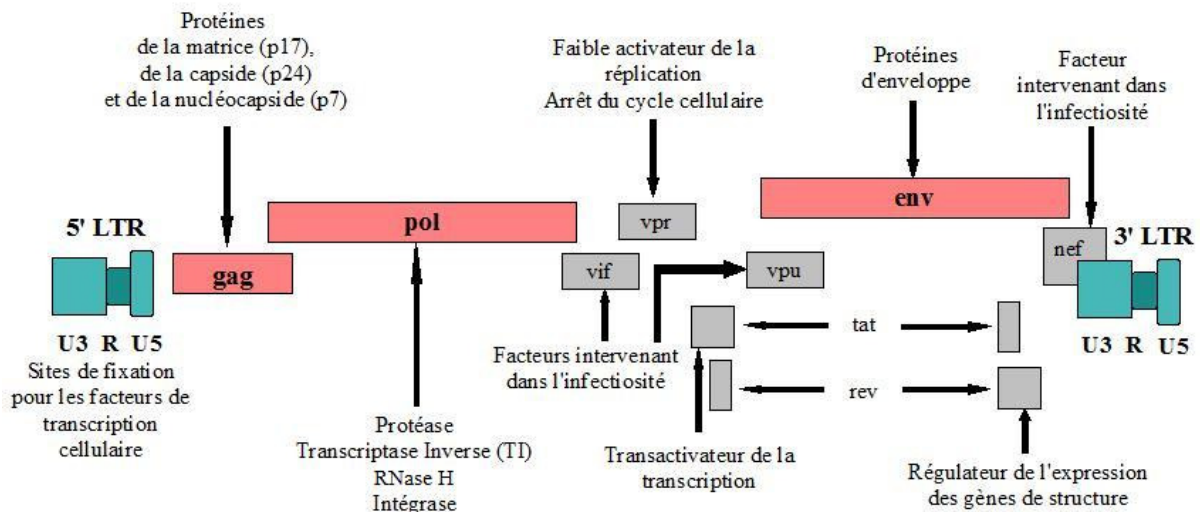 Protéines
de la matrice (p17),
de la capside (p24)
et de la nucléocapside (p7)
Faible activateur de la
réplication
Arrêt du cycle cellulaire
Protéines
d'enveloppe
Facteur
intervenant dans
l'infectiosité
5' LTR
gag
pol
vpr
env
nef
3' LTR
vif
vpu
U3 R U5
Sites de fixation
pour les facteurs de
transcription
cellulaire
tat
U3 R U5
Facteurs intervenant
dans l'infectiosité
rev
Protéase
Transcriptase Inverse (TI)
RNase H
Intégrase
Transactivateur de la
transcription
Régulateur de l'expression
des gènes de structure